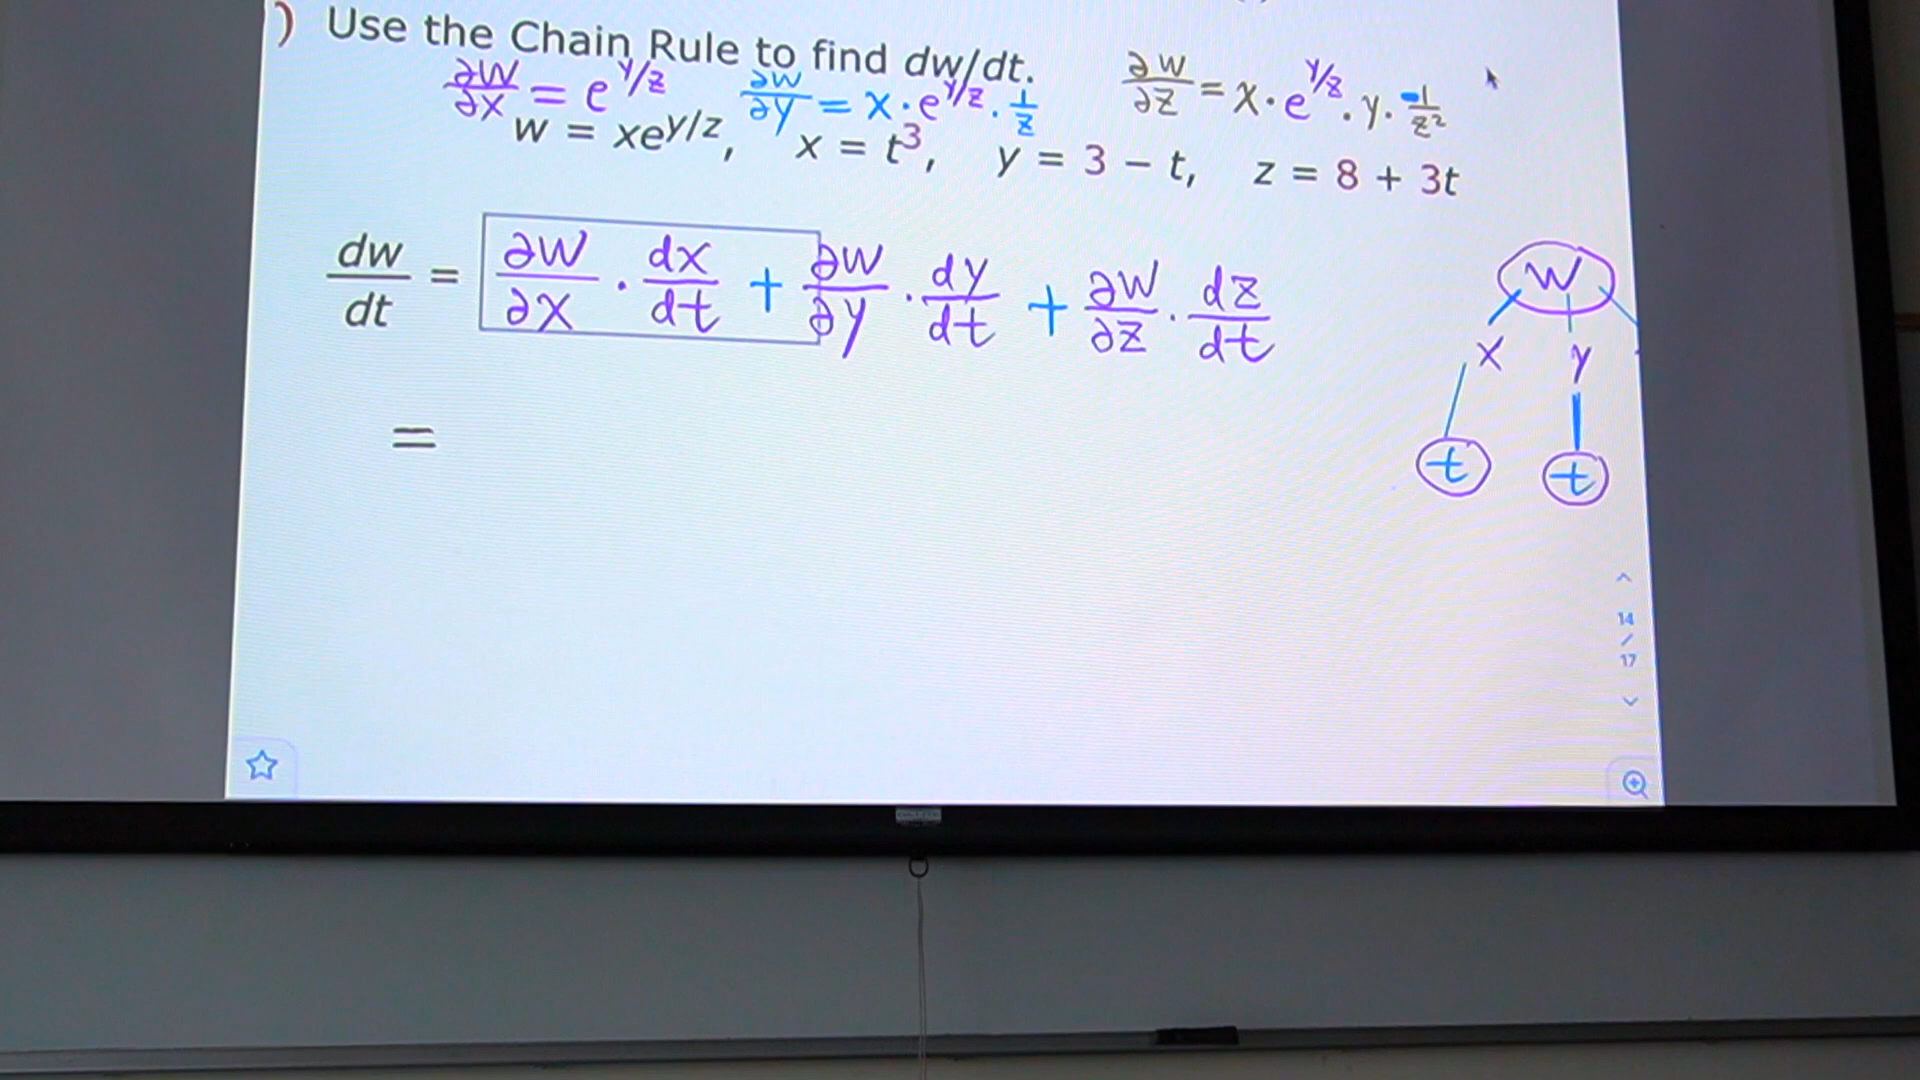 ) Use the Chain Rule to find dw/dt.
∂w/∂x = e^(y/z)   ∂w/∂y = x · e^(y/z) · 1/z   ∂w/∂z = x · e^(y/z) · y · -1/z²
w = xe^(y/z), x = t³, y = 3 − t, z = 8 + 3t
dw/dt = ∂w/∂x · dx/dt + ∂w/∂y · dy/dt + ∂w/∂z · dz/dt
=
w
x y
t t
14
/
17